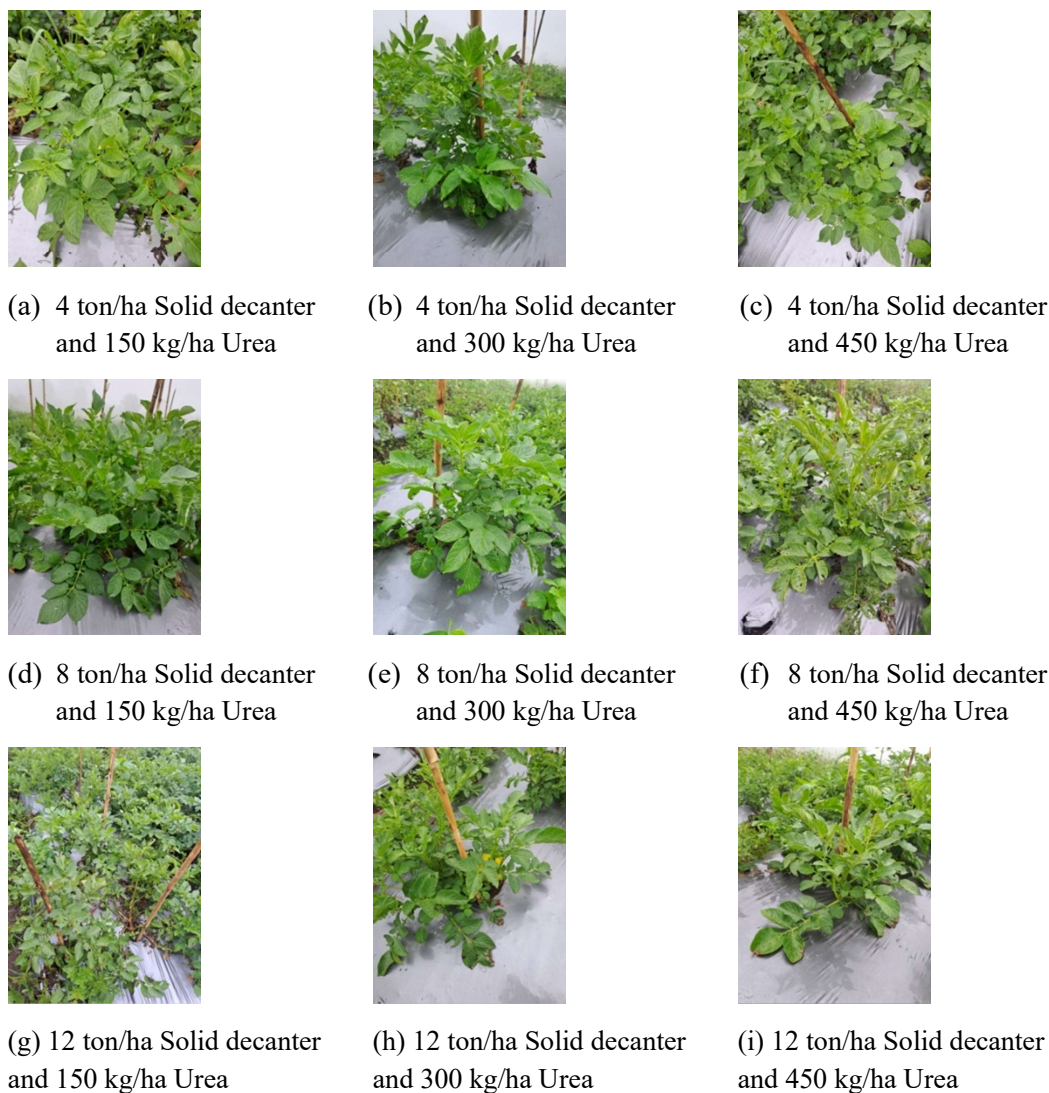 (a) 4 ton/ha Solid decanter
and 150 kg/ha Urea
(b) 4 ton/ha Solid decanter
and 300 kg/ha Urea
(c) 4 ton/ha Solid decanter
and 450 kg/ha Urea
(d) 8 ton/ha Solid decanter
and 150 kg/ha Urea
(e) 8 ton/ha Solid decanter
and 300 kg/ha Urea
(f) 8 ton/ha Solid decanter
and 450 kg/ha Urea
(g) 12 ton/ha Solid decanter
and 150 kg/ha Urea
(h) 12 ton/ha Solid decanter
and 300 kg/ha Urea
(i) 12 ton/ha Solid decanter
and 450 kg/ha Urea